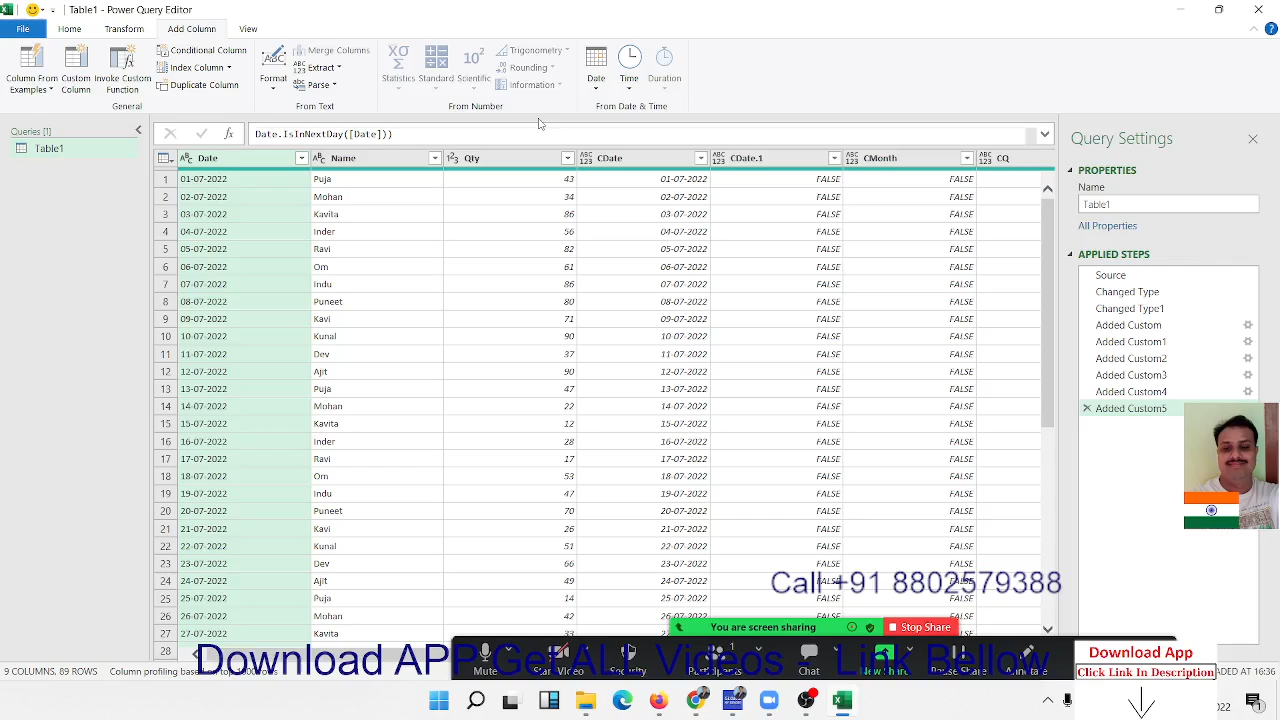 Table1 - Power Query Editor
File
Home
Transform
Add Column
View
Column From
Examples
Custom
Column
Invoke Custom
Function
Conditional Column
Index Column
Duplicate Column
General
Format
Merge Columns
Extract
Parse
From Text
Statistics
Standard
Scientific
Trigonometry
Rounding
Information
From Number
Date
Time
Duration
From Date & Time
Queries [1]
Table1
Date.IsInNextDay([Date]))
Date Name Qty CDate CDate.1 CMonth CQ
1 01-07-2022 Puja 43 01-07-2022 FALSE FALSE
2 02-07-2022 Mohan 34 02-07-2022 FALSE FALSE
3 03-07-2022 Kavita 86 03-07-2022 FALSE FALSE
4 04-07-2022 Inder 56 04-07-2022 FALSE FALSE
5 05-07-2022 Ravi 82 05-07-2022 FALSE FALSE
6 06-07-2022 Om 61 06-07-2022 FALSE FALSE
7 07-07-2022 Indu 86 07-07-2022 FALSE FALSE
8 08-07-2022 Puneet 80 08-07-2022 FALSE FALSE
9 09-07-2022 Kavi 71 09-07-2022 FALSE FALSE
10 10-07-2022 Kunal 90 10-07-2022 FALSE FALSE
11 11-07-2022 Dev 37 11-07-2022 FALSE FALSE
12 12-07-2022 Ajit 90 12-07-2022 FALSE FALSE
13 13-07-2022 Puja 47 13-07-2022 FALSE FALSE
14 14-07-2022 Mohan 22 14-07-2022 FALSE FALSE
15 15-07-2022 Kavita 12 15-07-2022 FALSE FALSE
16 16-07-2022 Inder 28 16-07-2022 FALSE FALSE
17 17-07-2022 Ravi 17 17-07-2022 FALSE FALSE
18 18-07-2022 Om 53 18-07-2022 FALSE FALSE
19 19-07-2022 Indu 47 19-07-2022 FALSE FALSE
20 20-07-2022 Puneet 70 20-07-2022 FALSE FALSE
21 21-07-2022 Kavi 26 21-07-2022 FALSE FALSE
22 22-07-2022 Kunal 51 22-07-2022 FALSE FALSE
23 23-07-2022 Dev 66 23-07-2022 FALSE FALSE
24 24-07-2022 Ajit 49 24-07-2022 FALSE FALSE
25 25-07-2022 Puja 14 25-07-2022 FALSE FALSE
26 26-07-2022 Mohan 42 26-07-2022 FALSE FALSE
27 27-07-2022 Kavita 33 FALSE FALSE
28
Query Settings
PROPERTIES
Name
Table1
All Properties
APPLIED STEPS
Source
Changed Type
Changed Type1
Added Custom
Added Custom1
Added Custom2
Added Custom3
Added Custom4
Added Custom5
Call +91 8802579388
You are screen sharing
Stop Share
Download APP Get ALL Videos - Link Bellow
Chat
New Share
Download App
Click Link In Description
9 COLUMNS, 89 ROWS
AT 16:36